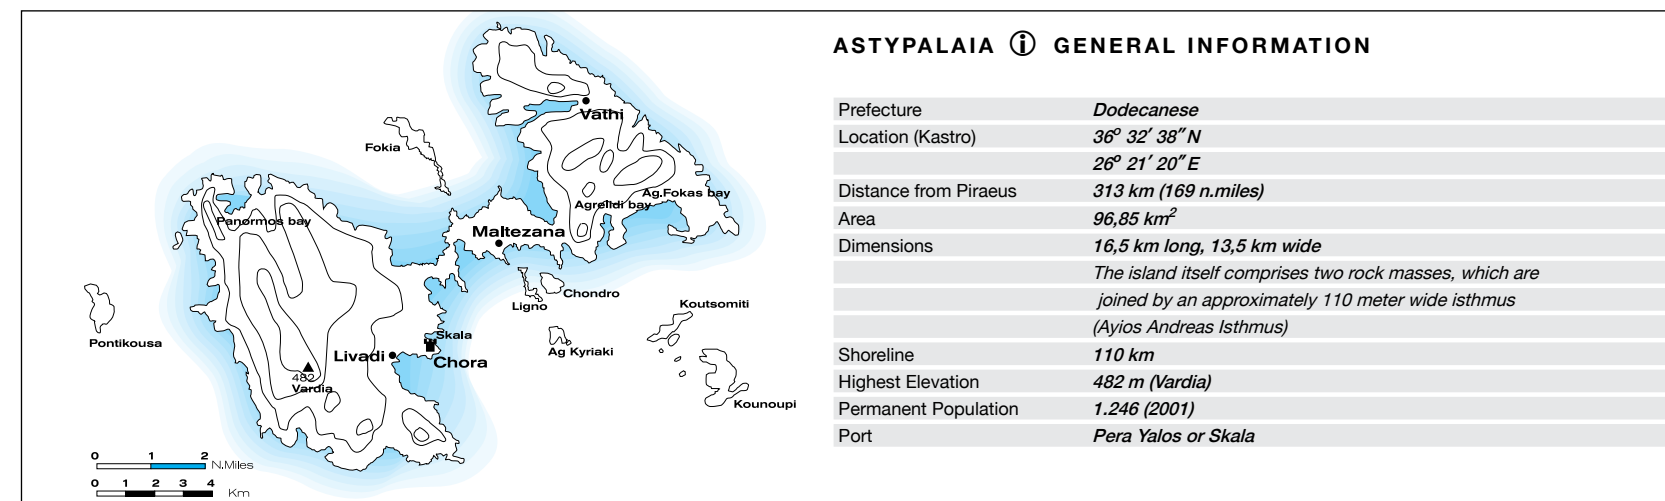 ASTYPALAIA i GENERAL INFORMATION
Prefecture Dodecanese
Location (Kastro) 36º 32′ 38″ N
26º 21′ 20″ E
Distance from Piraeus 313 km (169 n.miles)
Area 96,85 km²
Dimensions 16,5 km long, 13,5 km wide
The island itself comprises two rock masses, which are
joined by an approximately 110 meter wide isthmus
(Ayios Andreas Isthmus)
Shoreline 110 km
Highest Elevation 482 m (Vardia)
Permanent Population 1.246 (2001)
Port Pera Yalos or Skala
Vathi
Fokia
Ag.Fokas bay
Agrelidi bay
Panormos bay
Maltezana
Chondro
Ligno
Koutsomiti
Pontikousa
Skala
Ag Kyriaki
Livadi
Chora
482
Vardia
Kounoupi
0 1 2
N.Miles
0 1 2 3 4
Km